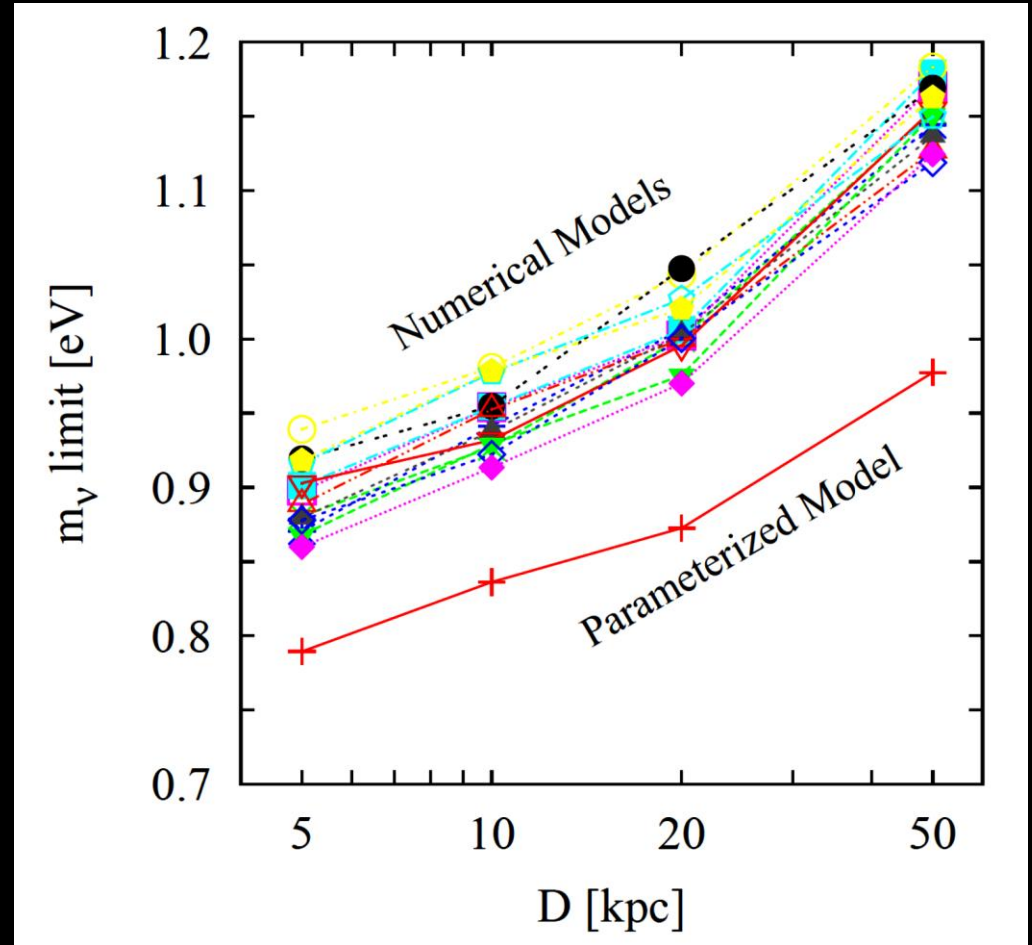 1.2
1.1
1.0
0.9
0.8
0.7
m_ν limit [eV]
Numerical Models
Parameterized Model
5 10 20 50
D [kpc]